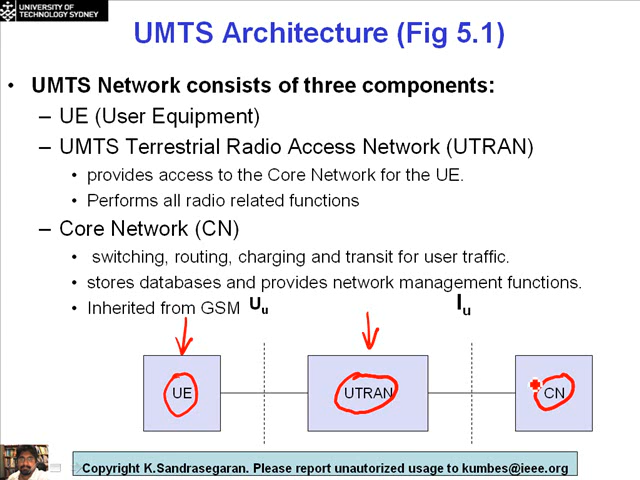 UNIVERSITY OF
TECHNOLOGY SYDNEY
UMTS Architecture (Fig 5.1)
• UMTS Network consists of three components:
– UE (User Equipment)
– UMTS Terrestrial Radio Access Network (UTRAN)
• provides access to the Core Network for the UE.
• Performs all radio related functions
– Core Network (CN)
• switching, routing, charging and transit for user traffic.
• stores databases and provides network management functions.
• Inherited from GSM
Uu
Iu
UE
UTRAN
CN
Copyright K.Sandrasegaran. Please report unauthorized usage to kumbes@ieee.org